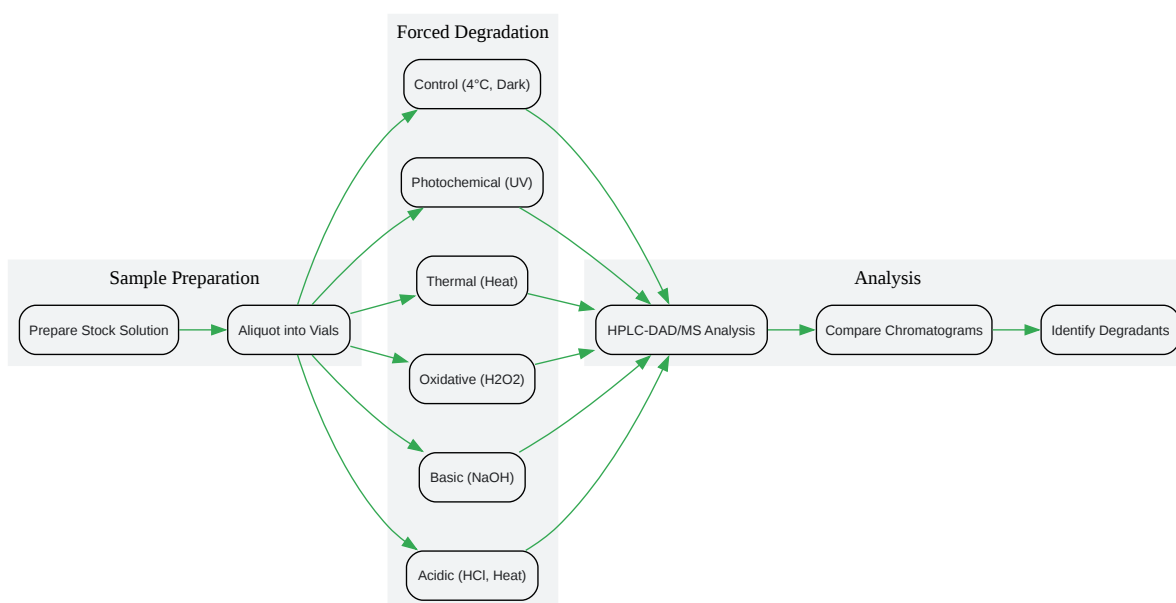 Forced Degradation
Control (4°C, Dark)
Photochemical (UV)
Sample Preparation
Thermal (Heat)
Analysis
Prepare Stock Solution
Aliquot into Vials
HPLC-DAD/MS Analysis
Compare Chromatograms
Identify Degradants
Oxidative (H2O2)
Basic (NaOH)
Acidic (HCl, Heat)